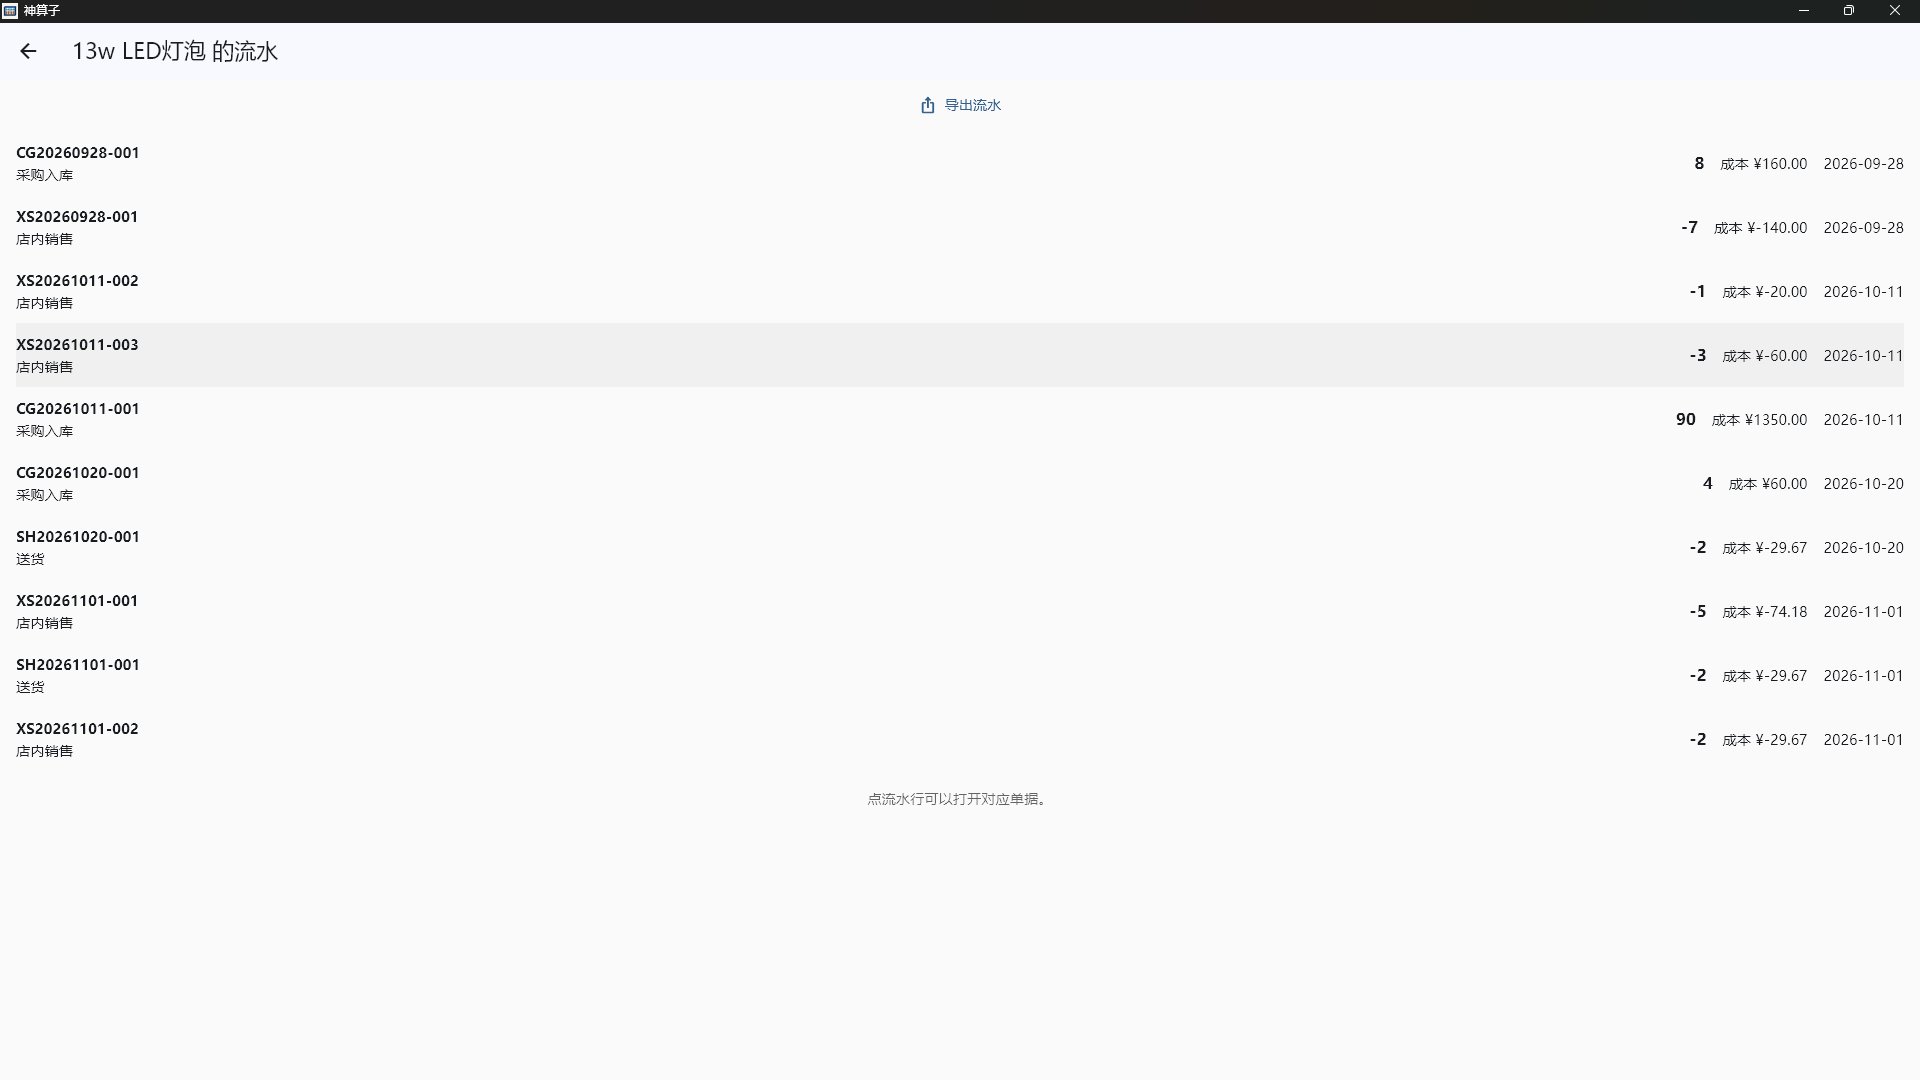 神算子
13w LED灯泡 的流水
导出流水
CG20260928-001
采购入库
8 成本 ¥160.00 2026-09-28
XS20260928-001
店内销售
-7 成本 ¥-140.00 2026-09-28
XS20261011-002
店内销售
-1 成本 ¥-20.00 2026-10-11
XS20261011-003
店内销售
-3 成本 ¥-60.00 2026-10-11
CG20261011-001
采购入库
90 成本 ¥1350.00 2026-10-11
CG20261020-001
采购入库
4 成本 ¥60.00 2026-10-20
SH20261020-001
送货
-2 成本 ¥-29.67 2026-10-20
XS20261101-001
店内销售
-5 成本 ¥-74.18 2026-11-01
SH20261101-001
送货
-2 成本 ¥-29.67 2026-11-01
XS20261101-002
店内销售
-2 成本 ¥-29.67 2026-11-01
点流水行可以打开对应单据。